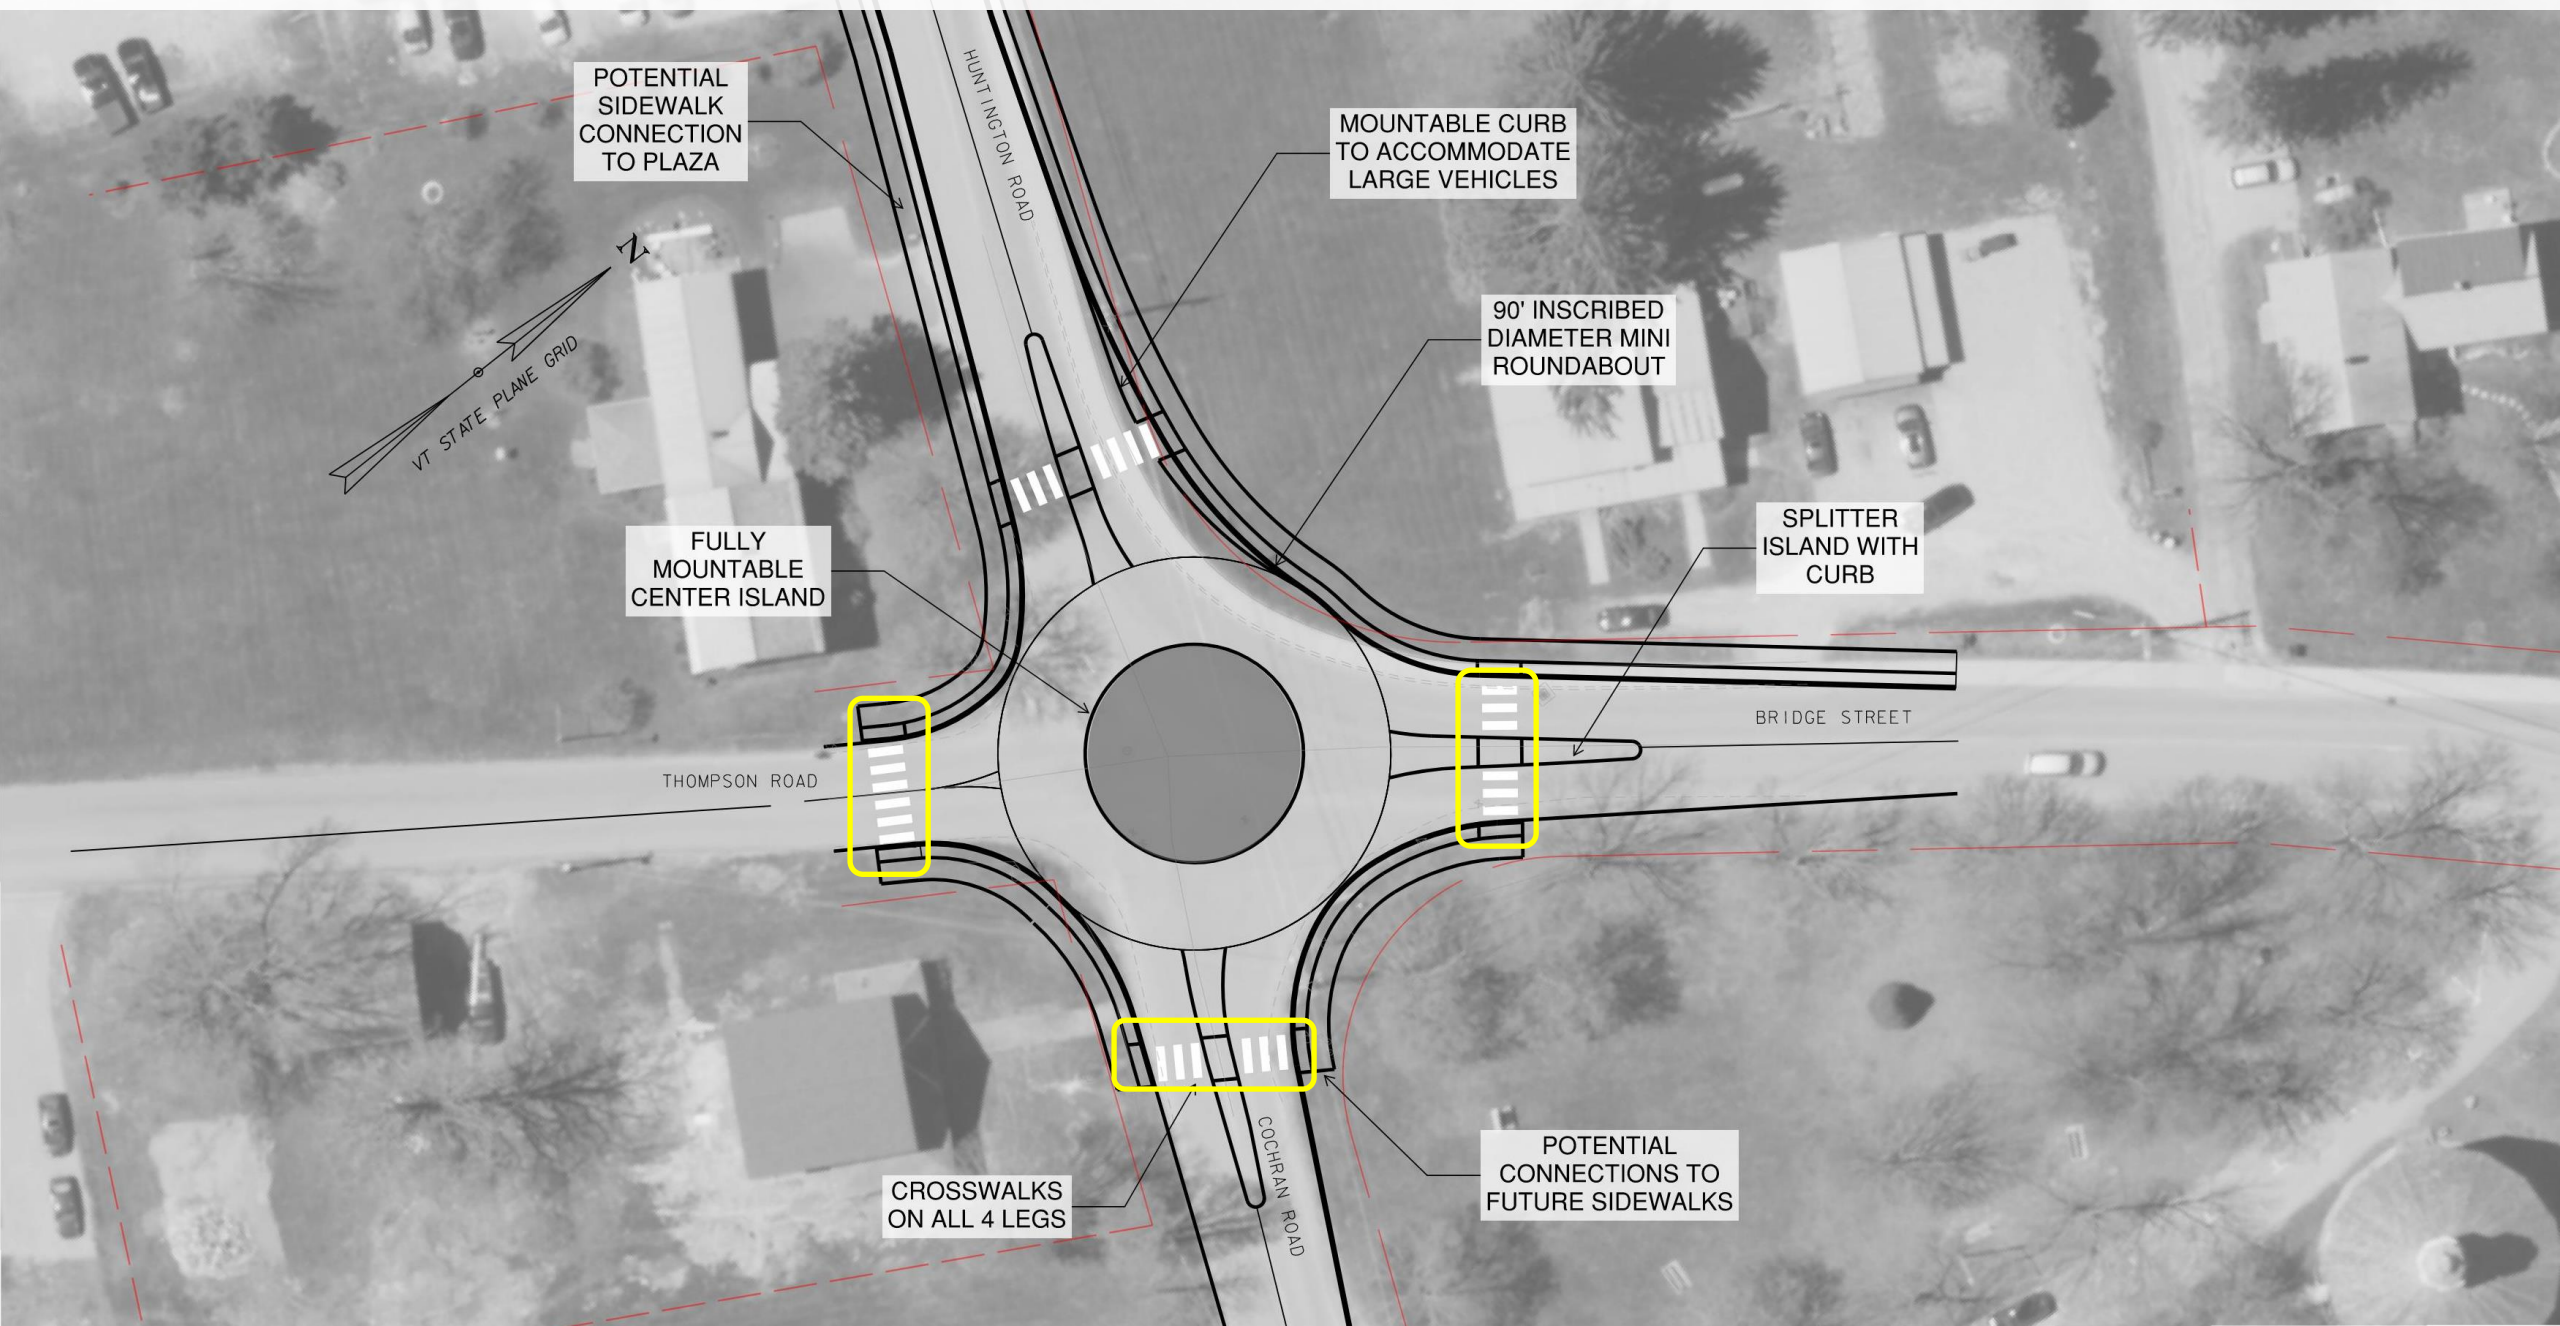 POTENTIAL
SIDEWALK
CONNECTION
TO PLAZA
HUNTINGTON ROAD
MOUNTABLE CURB
TO ACCOMMODATE
LARGE VEHICLES
N
VT STATE PLANE GRID
90' INSCRIBED
DIAMETER MINI
ROUNDABOUT
FULLY
MOUNTABLE
CENTER ISLAND
SPLITTER
ISLAND WITH
CURB
THOMPSON ROAD
BRIDGE STREET
CROSSWALKS
ON ALL 4 LEGS
COCHRAN ROAD
POTENTIAL
CONNECTIONS TO
FUTURE SIDEWALKS